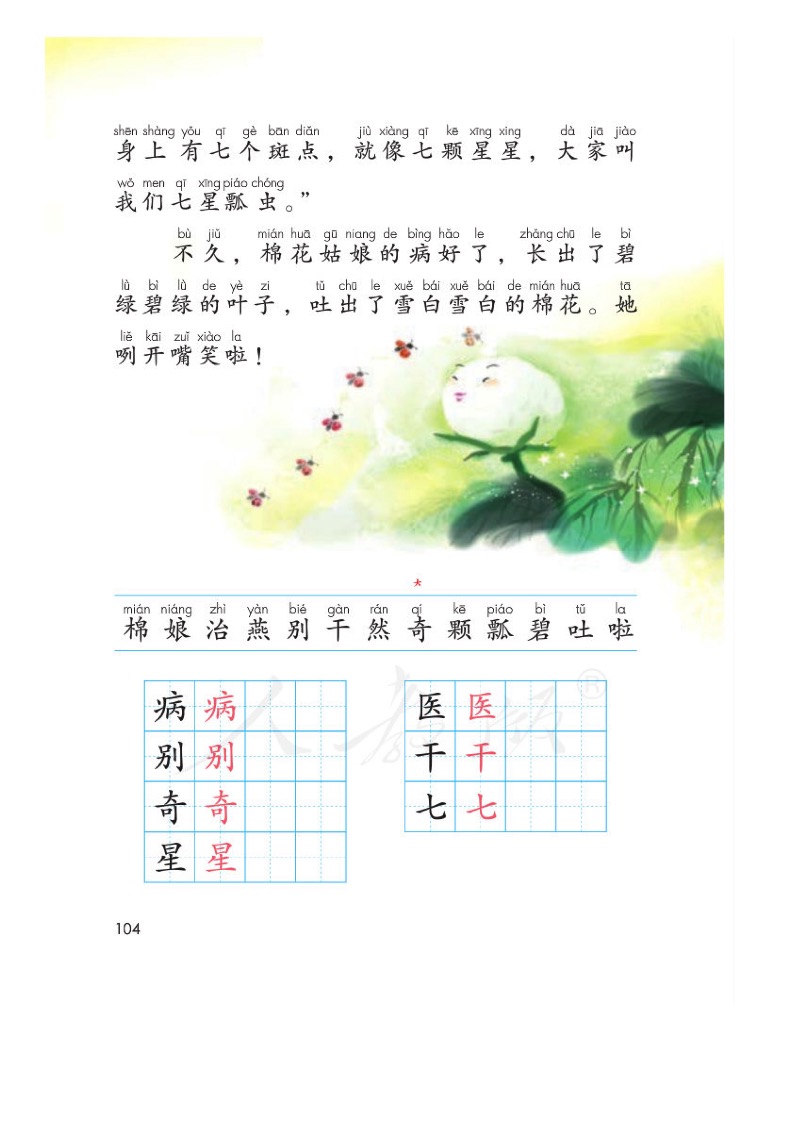 shēn shàng yǒu qī gè bān diǎn jiù xiàng qī kē xīng xing dà jiā jiào
身上有七个斑点，就像七颗星星，大家叫
wǒ men qī xīng piáo chóng
我们七星瓢虫。”
bù jiǔ mián huā gū niang de bìng hǎo le zhǎng chū le bì
不久，棉花姑娘的病好了，长出了碧
lǜ bì lǜ de yè zi tǔ chū le xuě bái xuě bái de mián huā tā
绿碧绿的叶子，吐出了雪白雪白的棉花。她
liě kāi zuǐ xiào la
咧开嘴笑啦！
*
mián niáng zhì yàn bié gàn rán qí kē piáo bì tǔ la
棉娘治燕别干然奇颗瓢碧吐啦
病 病 医 医
别 别 干 干
奇 奇 七 七
星 星
人教版®
104